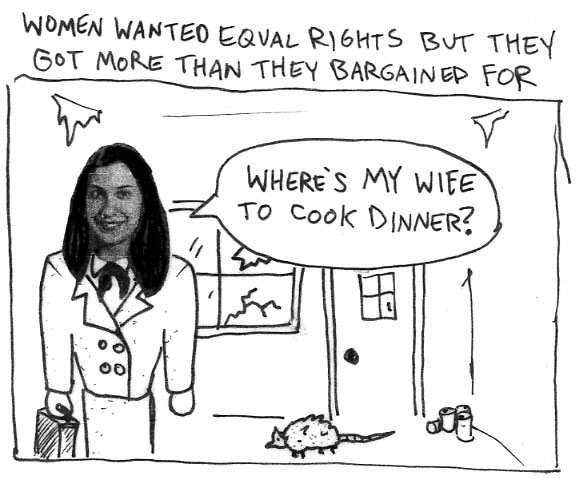 WOMEN WANTED EQUAL RIGHTS BUT THEY
GOT MORE THAN THEY BARGAINED FOR
WHERE'S MY WIFE
TO COOK DINNER?